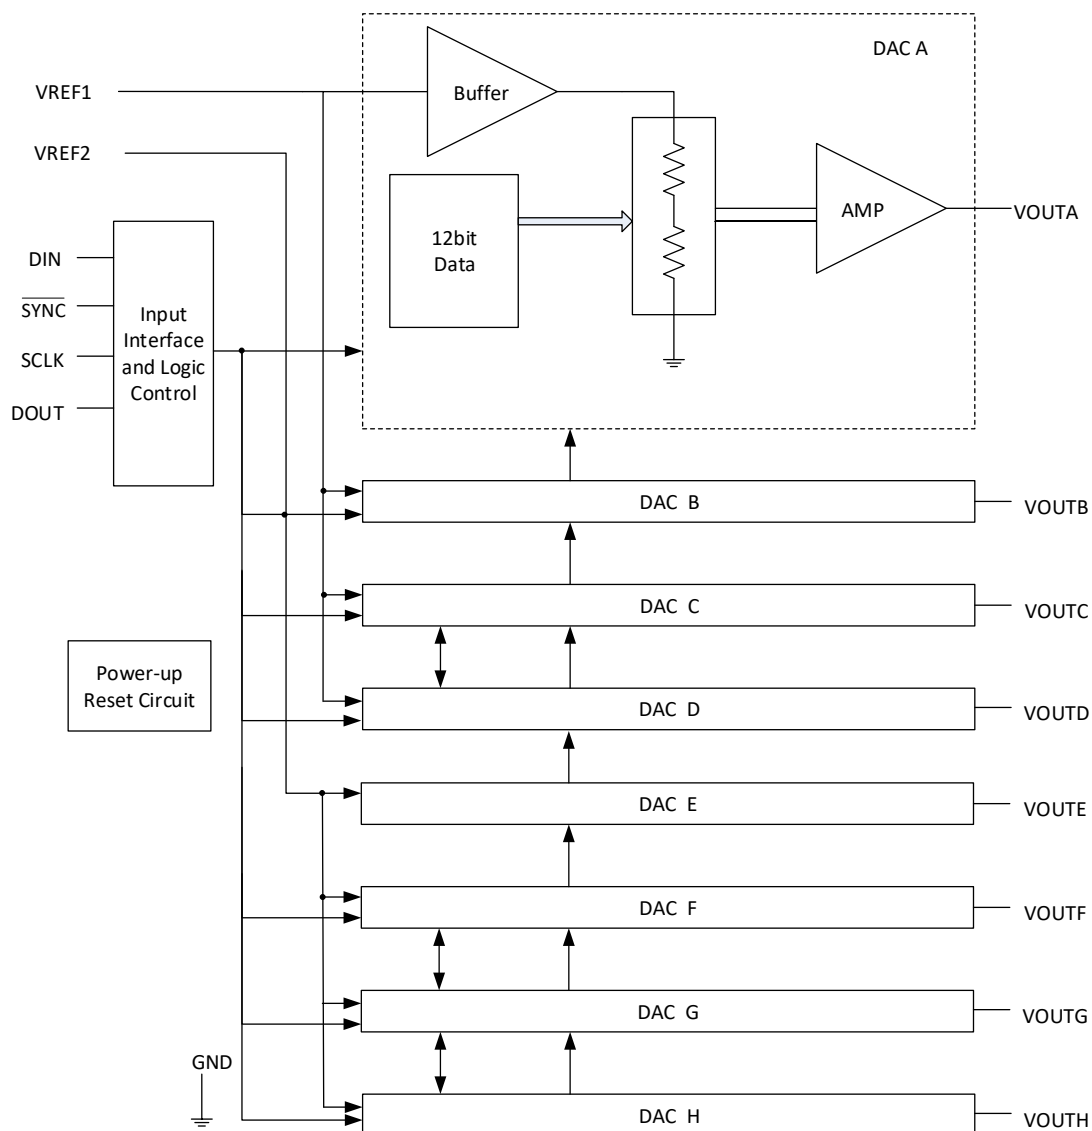 DAC A
VREF1
Buffer
VREF2
AMP
VOUTA
12bit
Data
DIN
SYNC
SCLK
DOUT
Input
Interface
and Logic
Control
DAC B
VOUTB
DAC C
VOUTC
Power-up
Reset Circuit
DAC D
VOUTD
DAC E
VOUTE
DAC F
VOUTF
DAC G
VOUTG
GND
DAC H
VOUTH